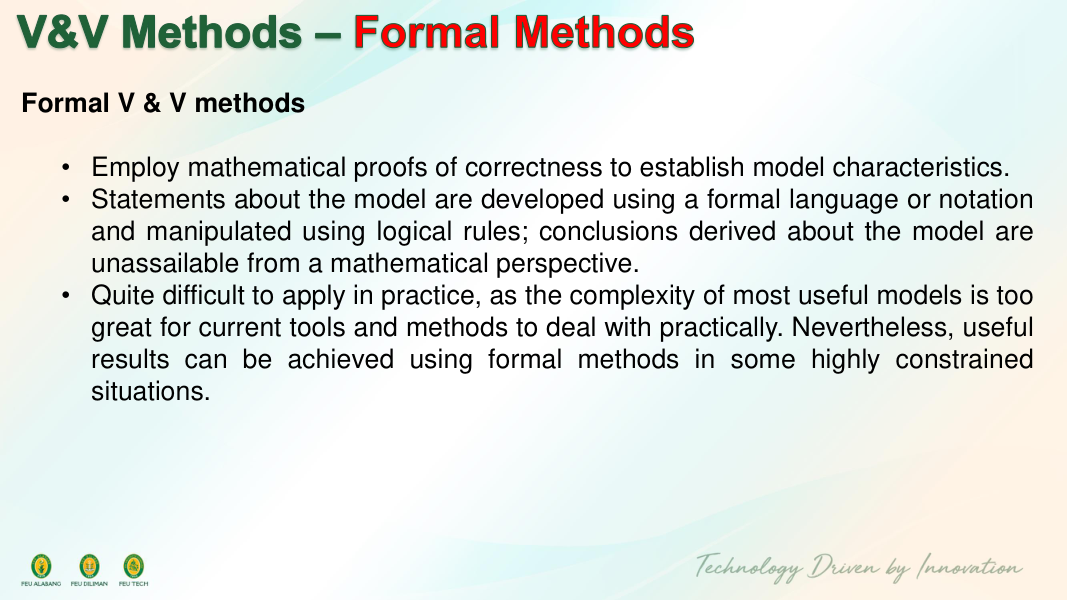 V&V Methods – Formal Methods
Formal V & V methods
• Employ mathematical proofs of correctness to establish model characteristics.
• Statements about the model are developed using a formal language or notation
and manipulated using logical rules; conclusions derived about the model are
unassailable from a mathematical perspective.
• Quite difficult to apply in practice, as the complexity of most useful models is too
great for current tools and methods to deal with practically. Nevertheless, useful
results can be achieved using formal methods in some highly constrained
situations.
FEU ALABANG FEU DILIMAN FEU TECH
Technology Driven by Innovation